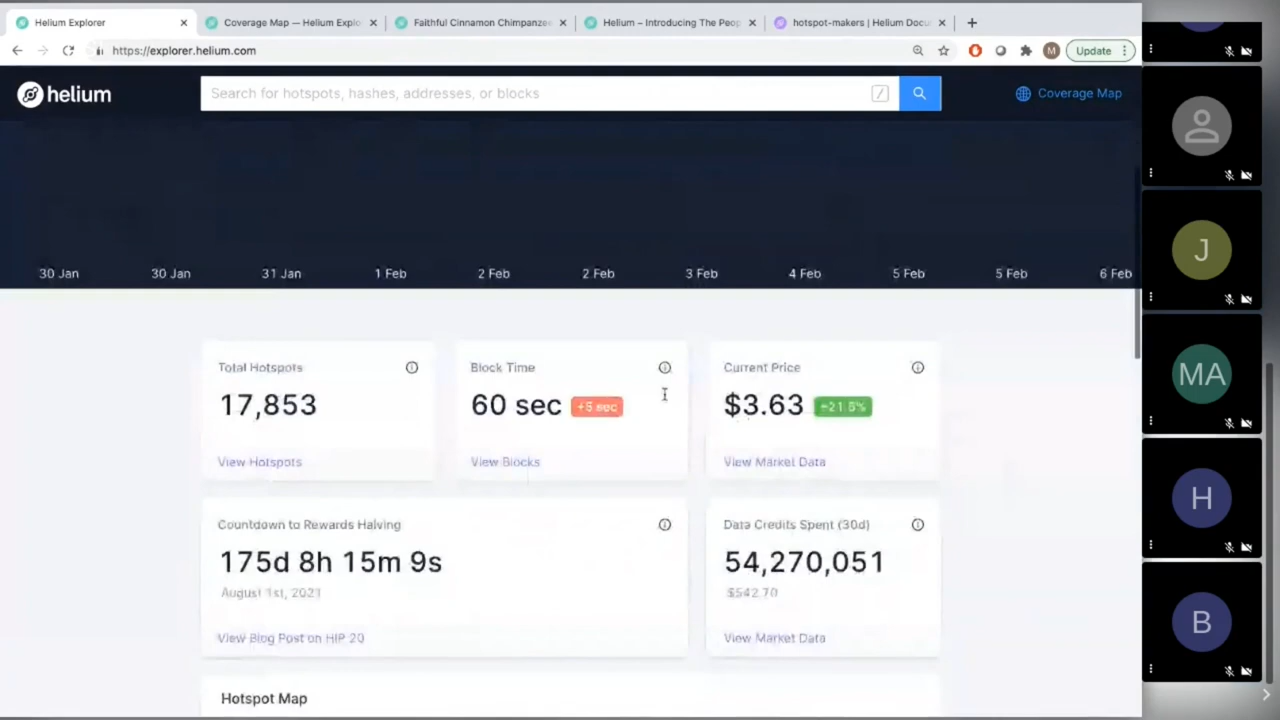 Helium Explorer
Coverage Map — Helium Explo
Faithful Cinnamon Chimpanzee
Helium – Introducing The Peop
hotspot-makers | Helium Docu
https://explorer.helium.com
M
Update
helium
Search for hotspots, hashes, addresses, or blocks
/
Coverage Map
30 Jan 30 Jan 31 Jan 1 Feb 2 Feb 2 Feb 3 Feb 4 Feb 5 Feb 5 Feb 6 Feb
Total Hotspots
17,853
View Hotspots
Block Time
60 sec +5 sec
View Blocks
Current Price
$3.63 +21.5%
View Market Data
Countdown to Rewards Halving
175d 8h 15m 9s
August 1st, 2021
View Blog Post on HIP 20
Data Credits Spent (30d)
54,270,051
$542.70
View Market Data
Hotspot Map
J
MA
H
B